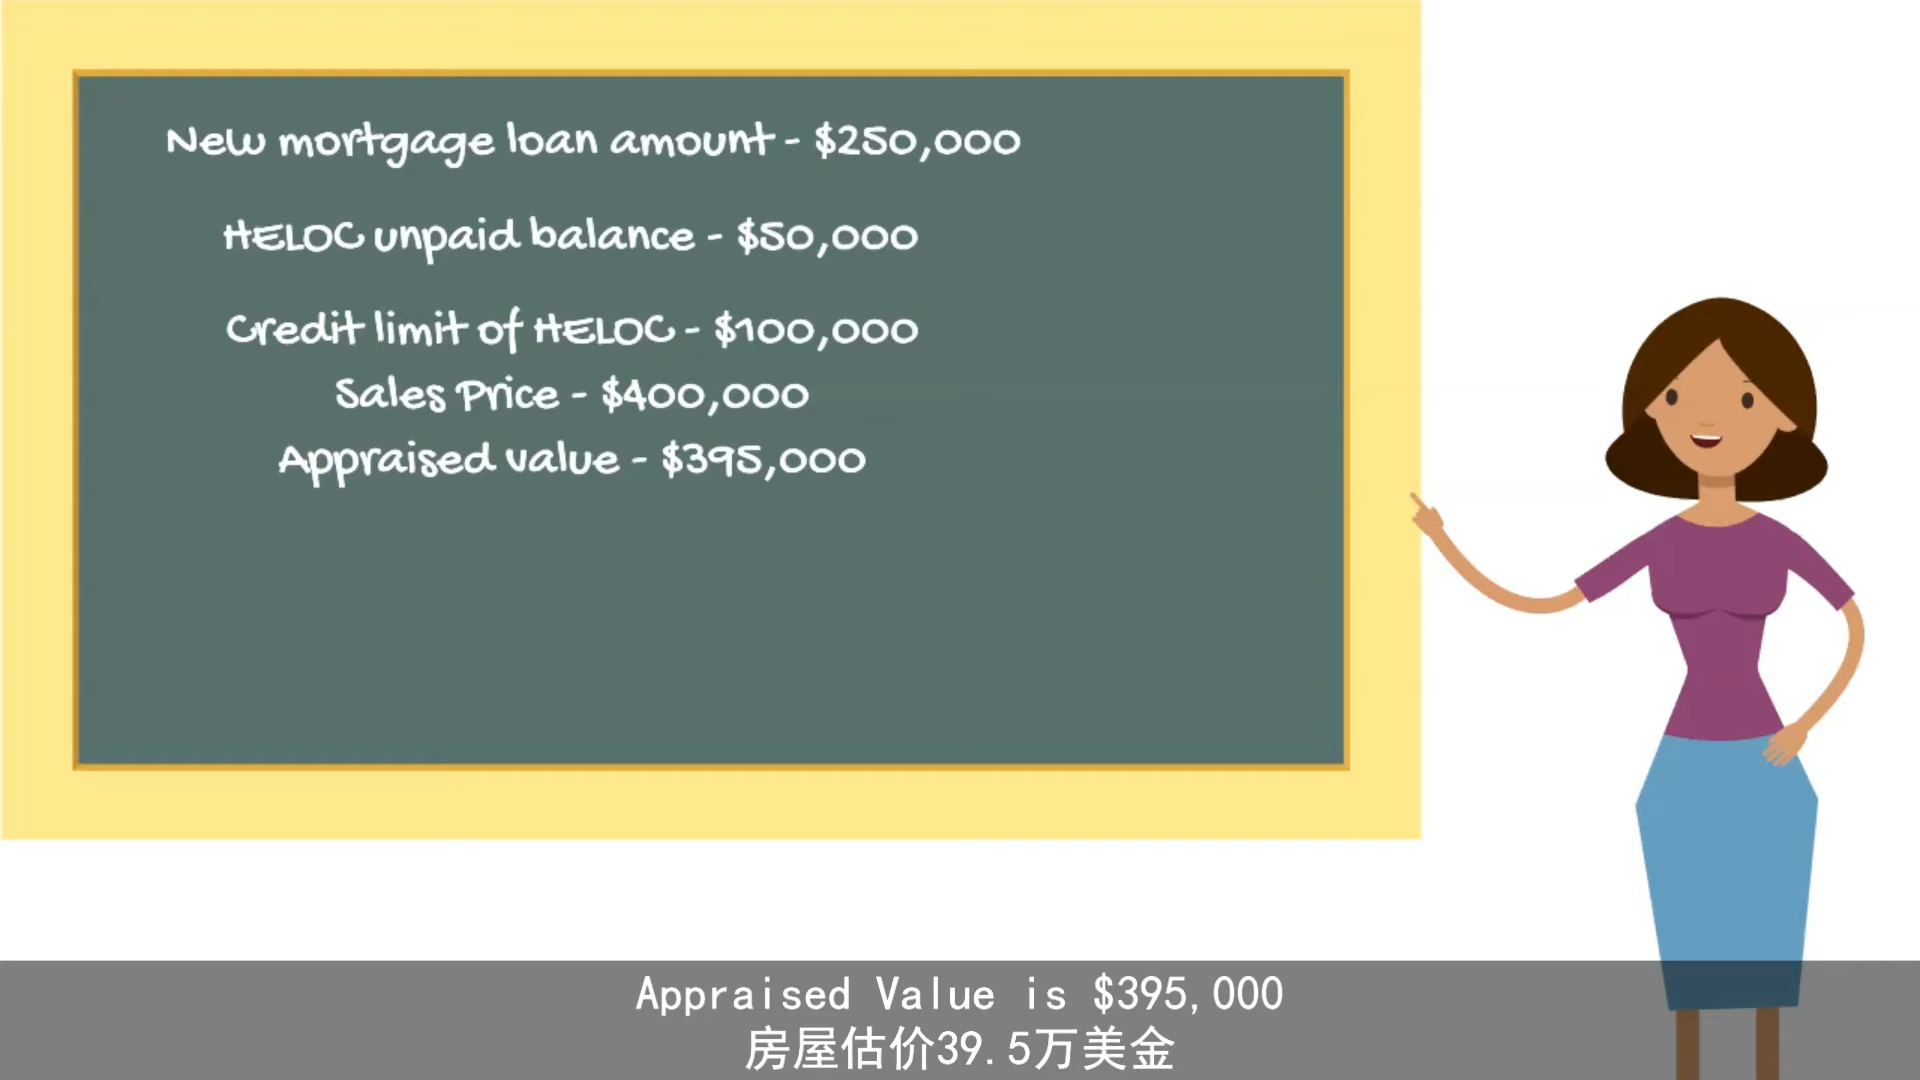 New mortgage loan amount - $250,000
HELOC unpaid balance - $50,000
Credit limit of HELOC - $100,000
Sales Price - $400,000
Appraised value - $395,000
Appraised Value is $395,000
房屋估价39.5万美金